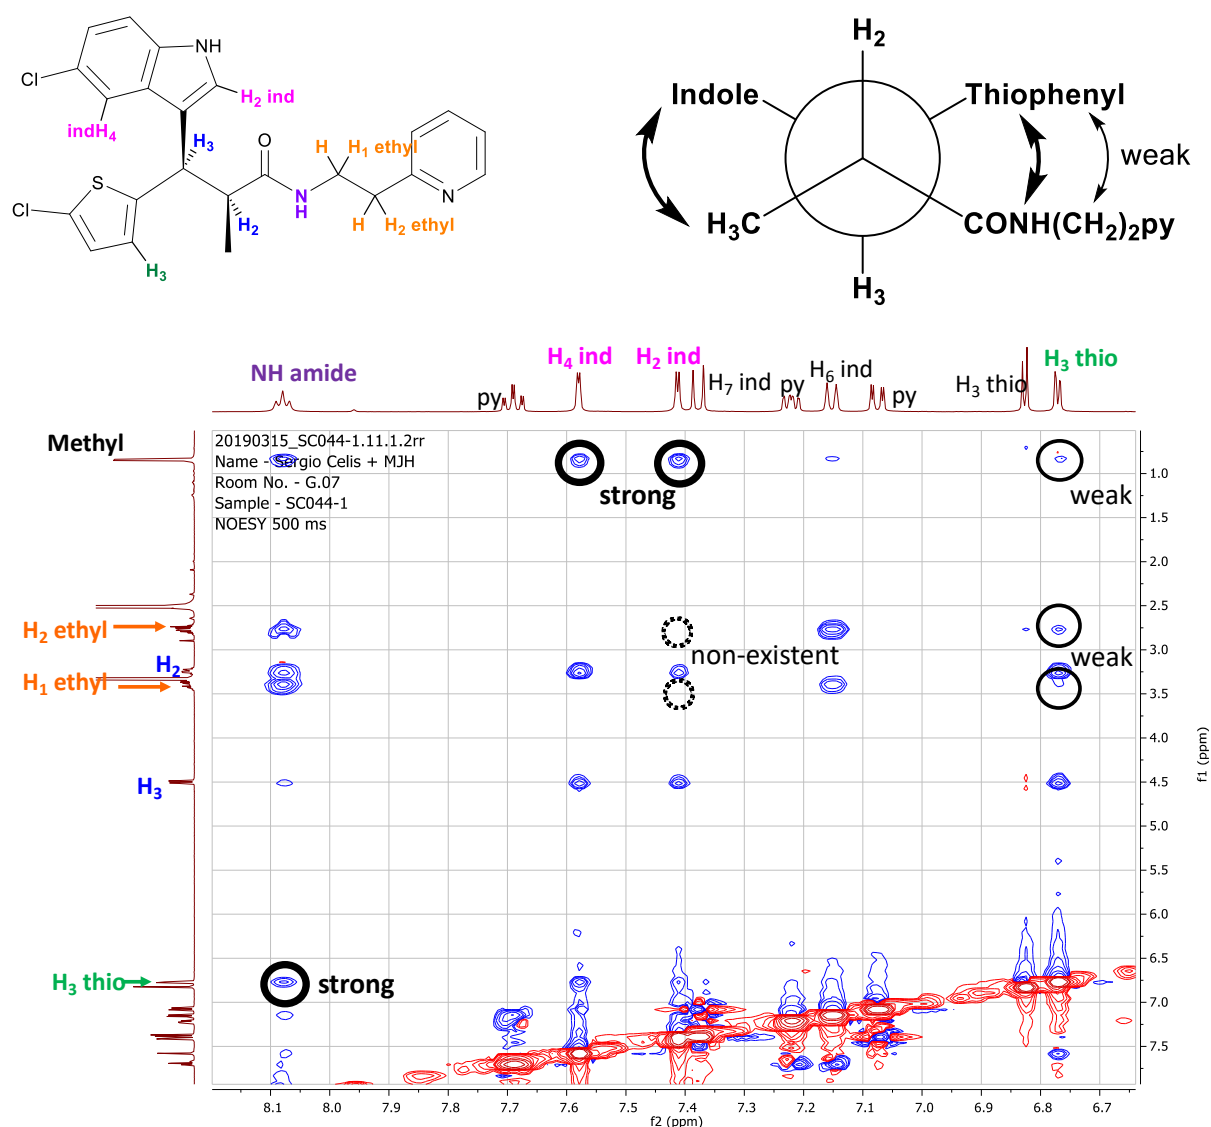 NH
Cl
H2 ind
indH4
H3
O
H
H1 ethyl
S
Cl
N
H
N
H2
H
H2 ethyl
H3
H2
Indole
Thiophenyl
weak
H3C
CONH(CH2)2py
H3
NH amide
H4 ind
H2 ind
H7 ind
py
py
H6 ind
py
H3 thio
H3 thio
Methyl
20190315_SC044-1.11.1.2rr
Name - Sergio Celis + MJH
Room No. - G.07
Sample - SC044-1
NOESY 500 ms
strong
weak
H2 ethyl
H2
H1 ethyl
non-existent
weak
H3
H3 thio
strong
1.0
1.5
2.0
2.5
3.0
3.5
4.0
4.5
5.0
5.5
6.0
6.5
7.0
7.5
f1 (ppm)
8.1 8.0 7.9 7.8 7.7 7.6 7.5 7.4 7.3 7.2 7.1 7.0 6.9 6.8 6.7
f2 (ppm)